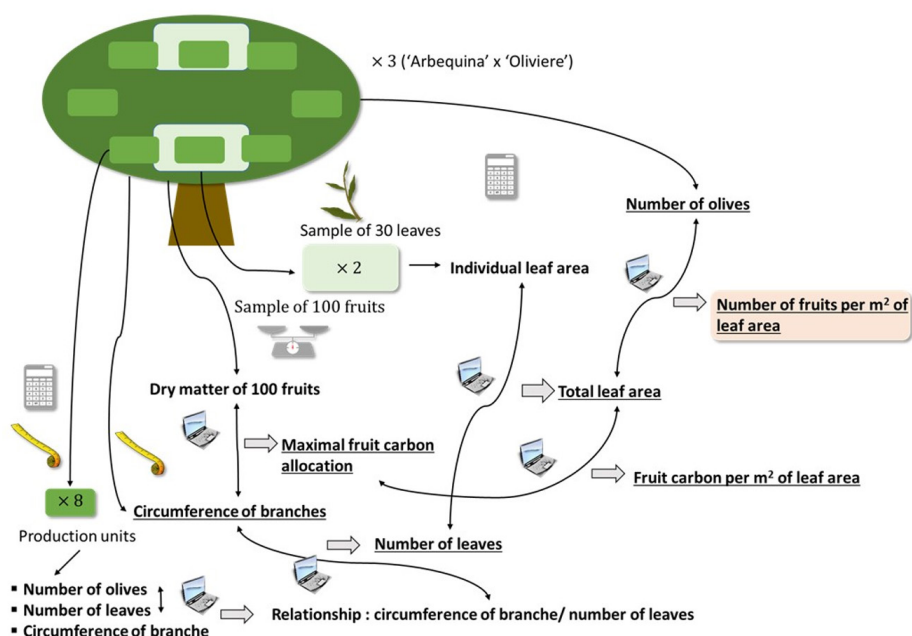 × 3 ('Arbequina' x 'Oliviere')
Number of olives
Sample of 30 leaves
× 2
Individual leaf area
Sample of 100 fruits
Number of fruits per m² of
leaf area
Dry matter of 100 fruits
Total leaf area
Maximal fruit carbon
allocation
Fruit carbon per m² of leaf area
× 8
Circumference of branches
Production units
Number of leaves
▪ Number of olives
▪ Number of leaves
▪ Circumference of branche
Relationship : circumference of branche/ number of leaves